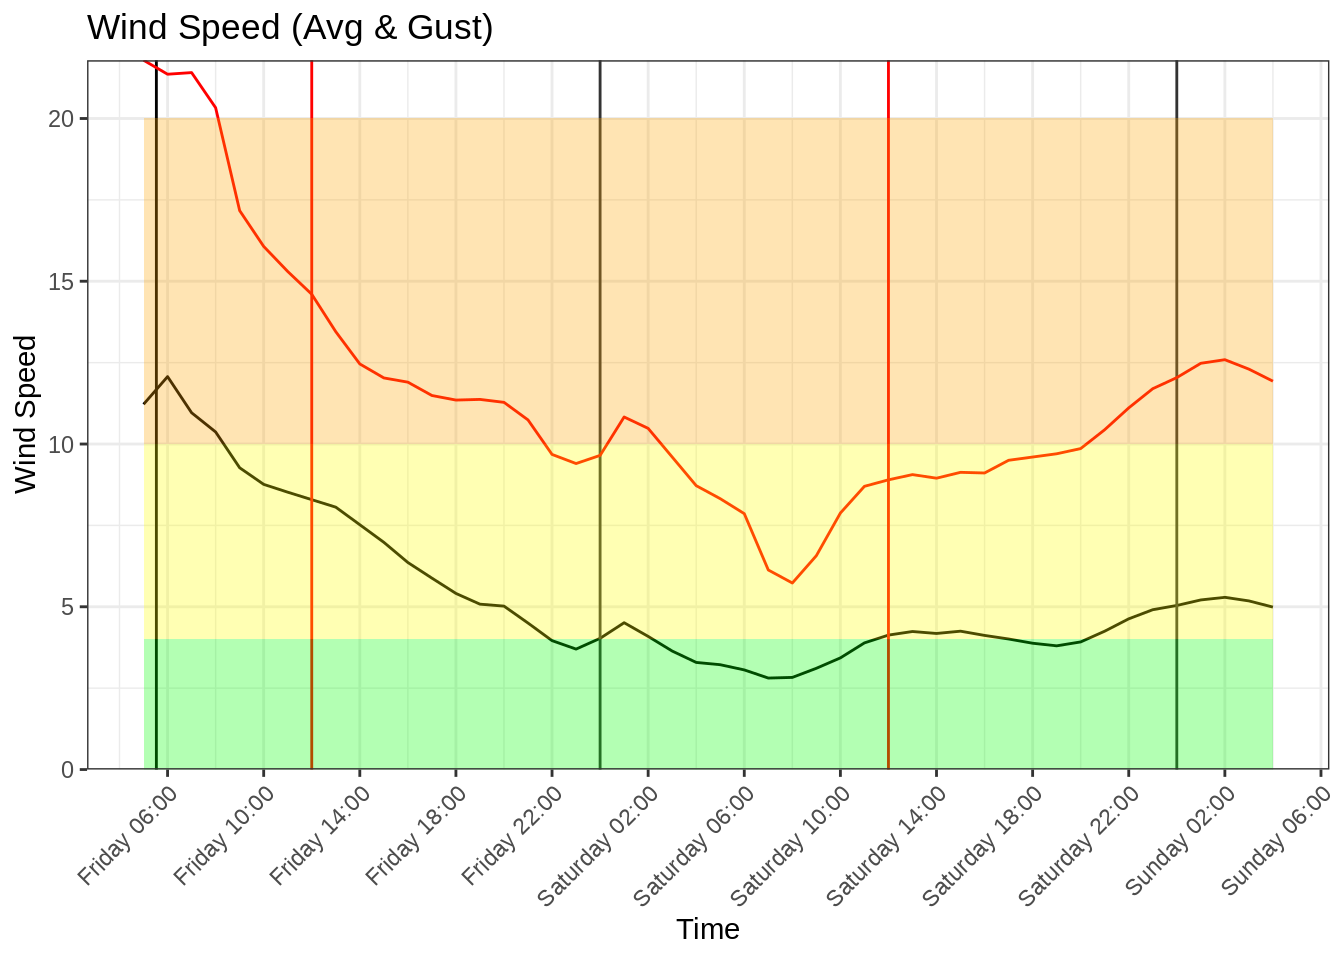 Wind Speed (Avg & Gust)
Wind Speed
20
15
10
5
0
Friday 06:00
Friday 10:00
Friday 14:00
Friday 18:00
Friday 22:00
Saturday 02:00
Saturday 06:00
Saturday 10:00
Saturday 14:00
Saturday 18:00
Saturday 22:00
Sunday 02:00
Sunday 06:00
Time